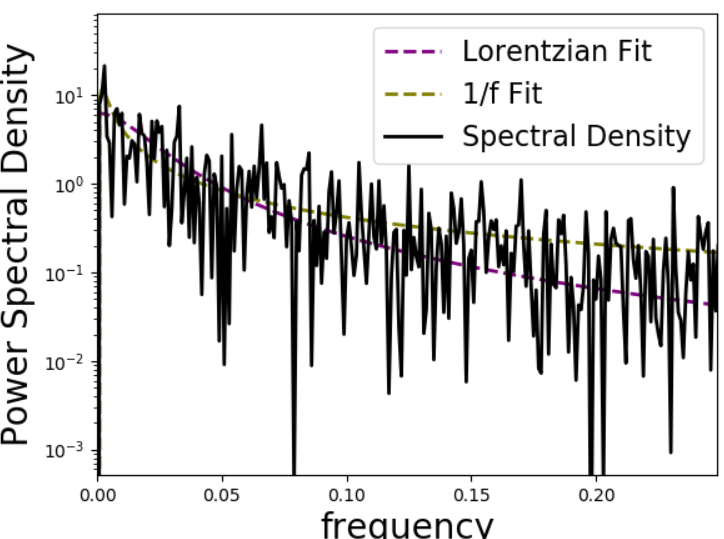 Power Spectral Density
10¹
10⁰
10⁻¹
10⁻²
10⁻³
Lorentzian Fit
1/f Fit
Spectral Density
0.00 0.05 0.10 0.15 0.20
frequency